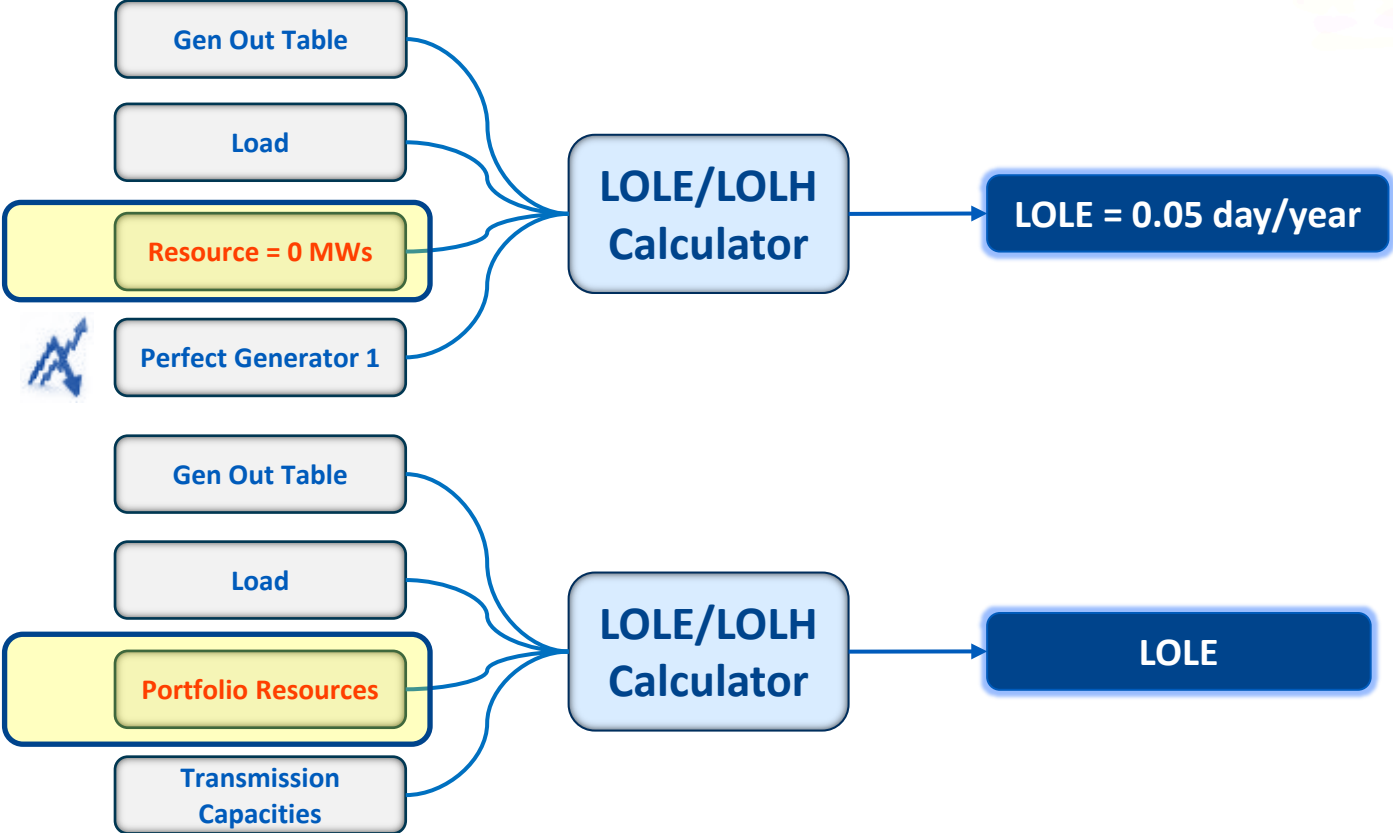 Gen Out Table
Load
Resource = 0 MWs
Perfect Generator 1
LOLE/LOLH
Calculator
LOLE = 0.05 day/year
Gen Out Table
Load
Portfolio Resources
Transmission
Capacities
LOLE/LOLH
Calculator
LOLE